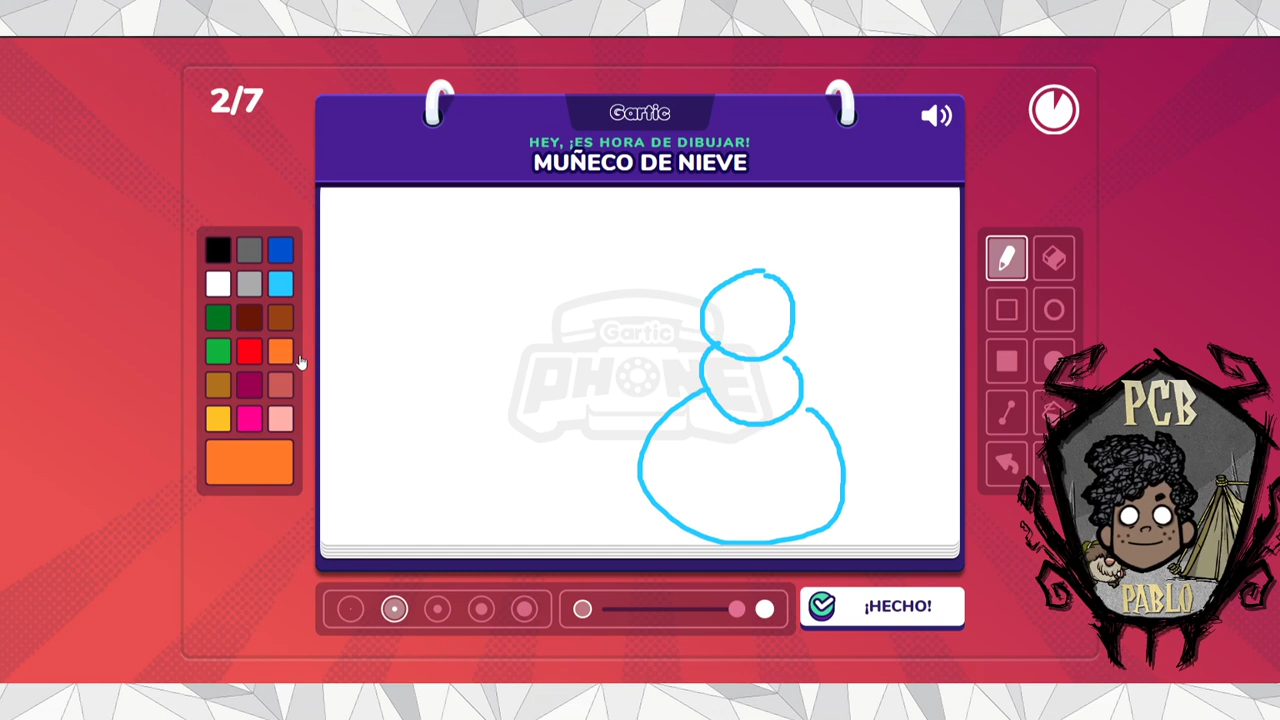 2/7
Gartic
HEY, ¡ES HORA DE DIBUJAR!
MUÑECO DE NIEVE
Gartic
PHONE
¡HECHO!
PCB
PABLO